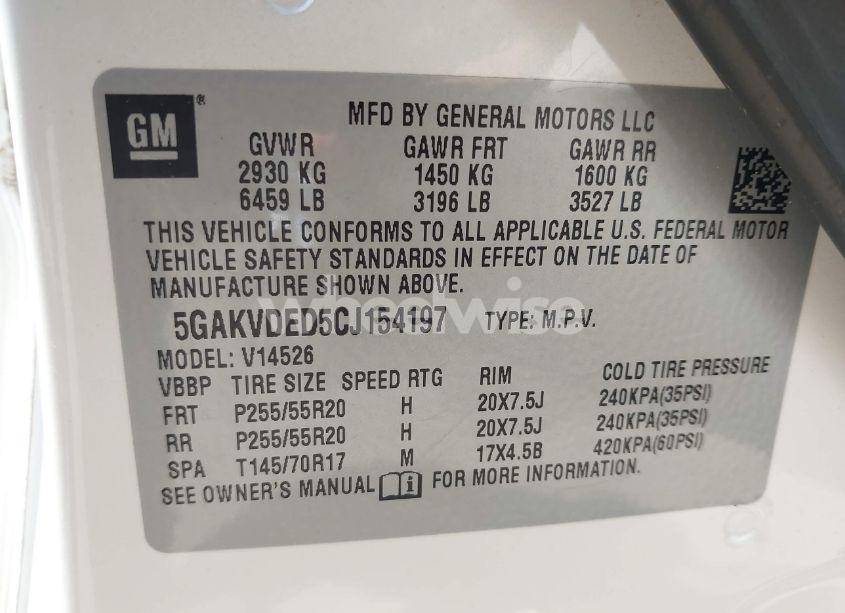 GM®
MFD BY GENERAL MOTORS LLC
GVWR GAWR FRT GAWR RR
2930 KG 1450 KG 1600 KG
6459 LB 3196 LB 3527 LB
THIS VEHICLE CONFORMS TO ALL APPLICABLE U.S. FEDERAL MOTOR
VEHICLE SAFETY STANDARDS IN EFFECT ON THE DATE OF
MANUFACTURE SHOWN ABOVE.
wheelwise
5GAKVDED5CJ154197 TYPE: M.P.V.
MODEL: V14526
VBBP TIRE SIZE SPEED RTG RIM COLD TIRE PRESSURE
FRT P255/55R20 H 20X7.5J 240KPA(35PSI)
RR P255/55R20 H 20X7.5J 240KPA(35PSI)
SPA T145/70R17 M 17X4.5B 420KPA(60PSI)
SEE OWNER'S MANUAL FOR MORE INFORMATION.